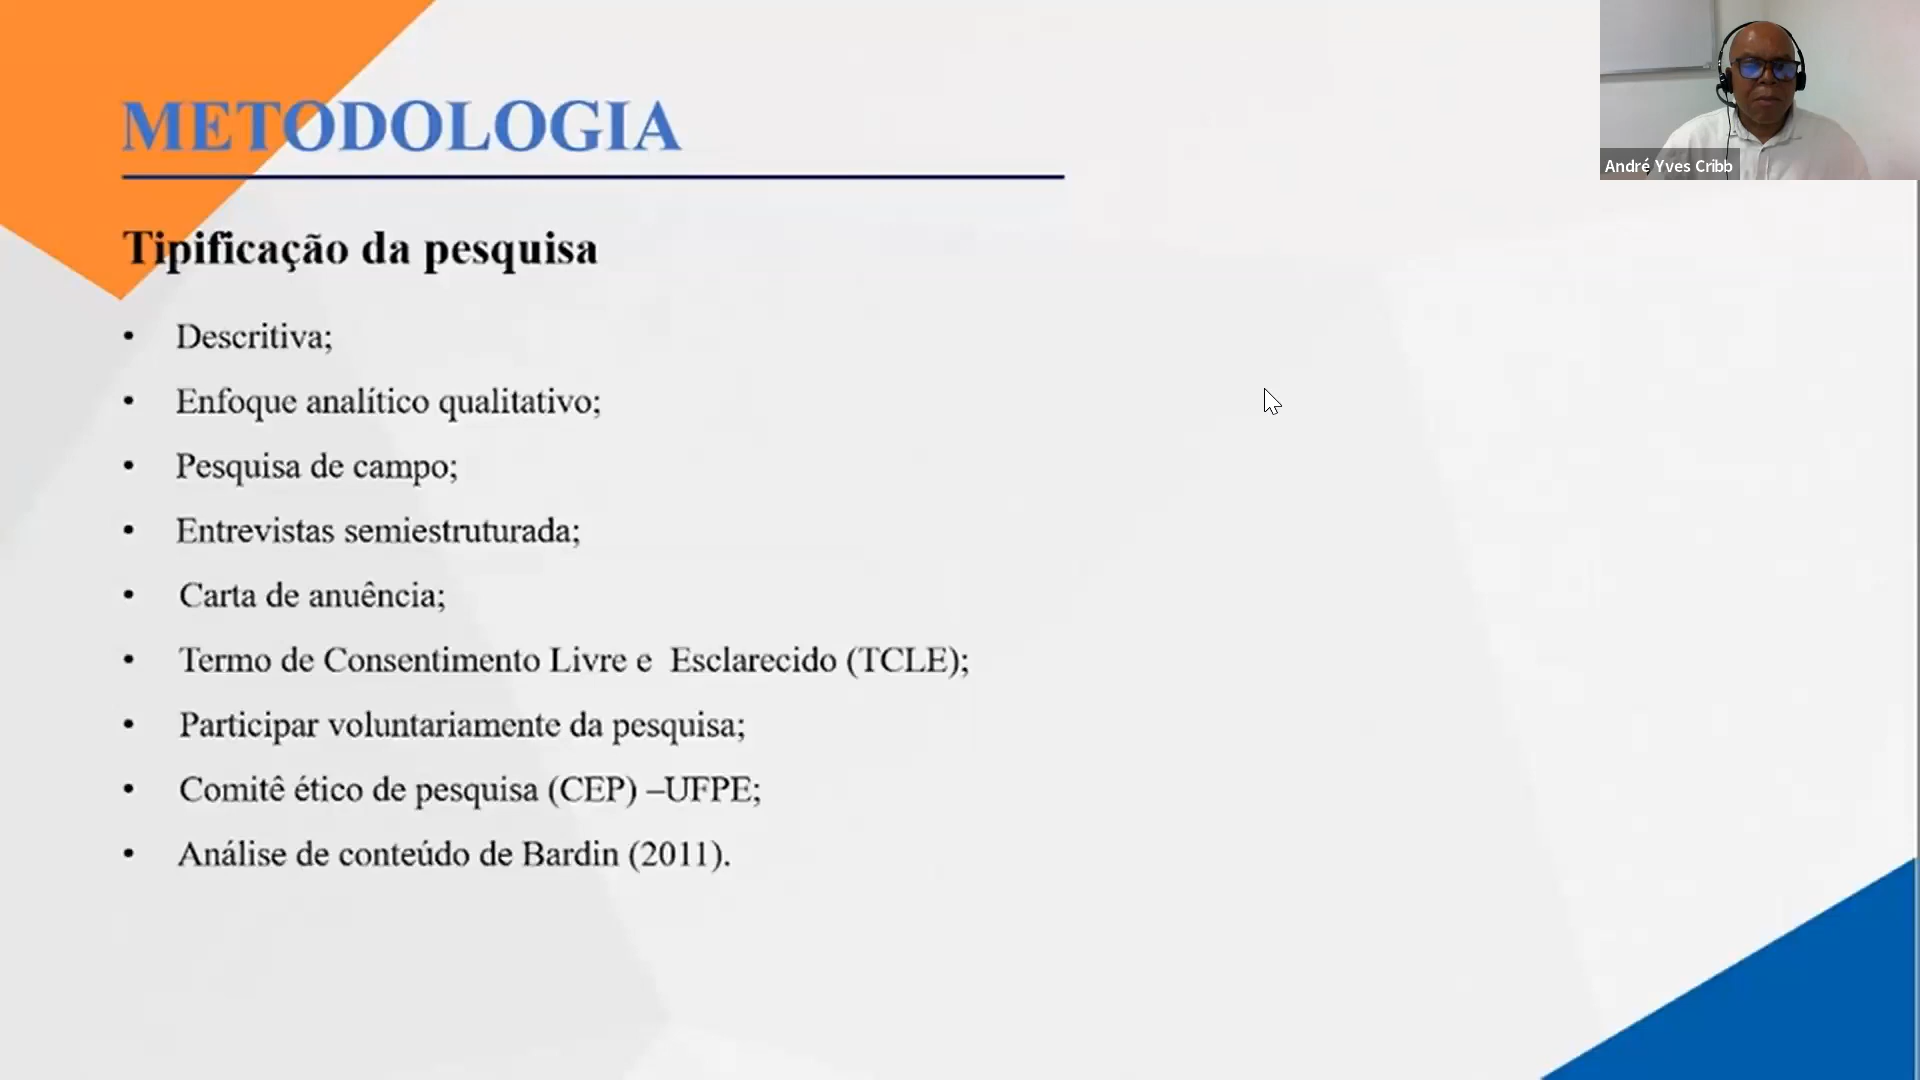 METODOLOGIA
Tipificação da pesquisa
• Descritiva;
• Enfoque analítico qualitativo;
• Pesquisa de campo;
• Entrevistas semiestruturada;
• Carta de anuência;
• Termo de Consentimento Livre e  Esclarecido (TCLE);
• Participar voluntariamente da pesquisa;
• Comitê ético de pesquisa (CEP) –UFPE;
• Análise de conteúdo de Bardin (2011).
André Yves Cribb